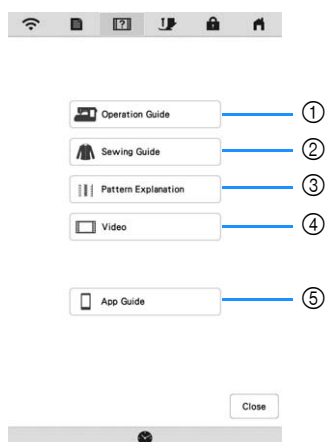 Operation Guide ①
Sewing Guide ②
Pattern Explanation ③
Video ④
App Guide ⑤
Close